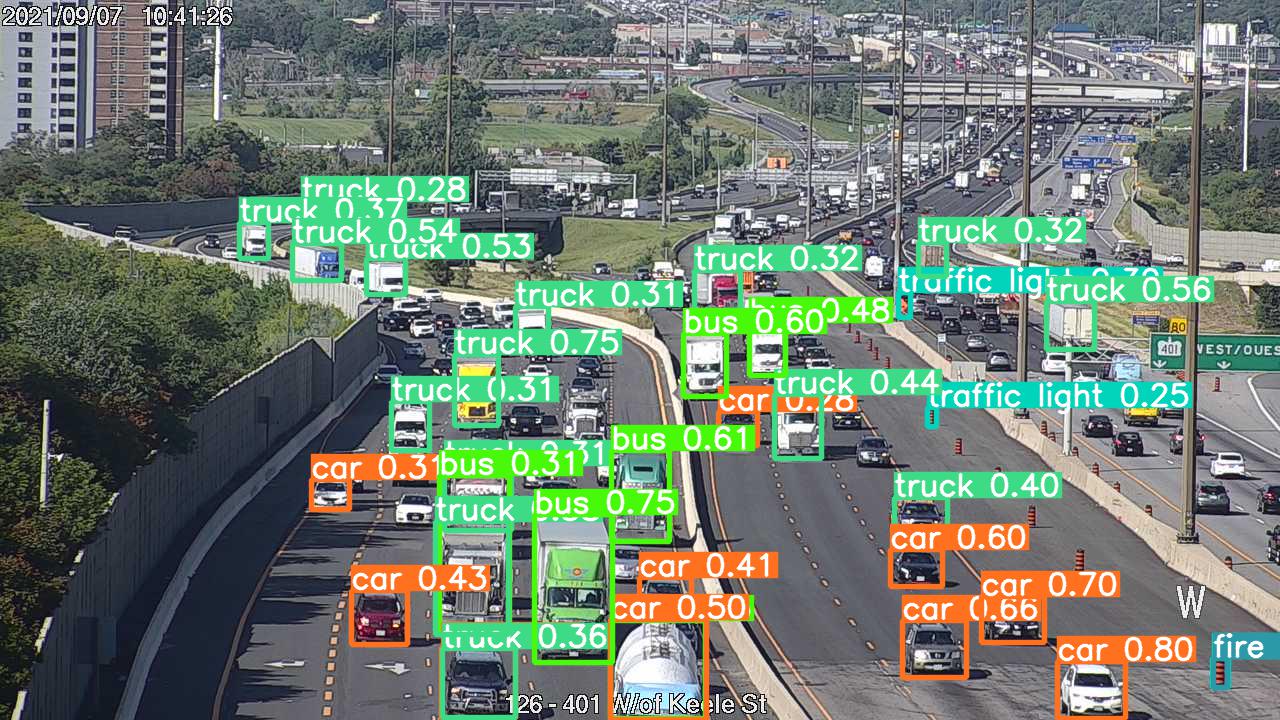 2021/09/07 10:41:26
truck 0.28
truck 0.37
truck 0.54
truck 0.53
truck 0.32
truck 0.32
truck 0.31
truck 0.56
bus 0.48
bus 0.60
80
truck 0.75
401 WEST/OUES
truck 0.31
truck 0.44
car 0.28
traffic light 0.25
bus 0.61
car 0.31
bus 0.31
truck 0.40
bus 0.75
car 0.60
car 0.43
car 0.41
car 0.70
car 0.50
car 0.66
W
truck 0.36
fire
car 0.80
126 - 401 W/of Keele St